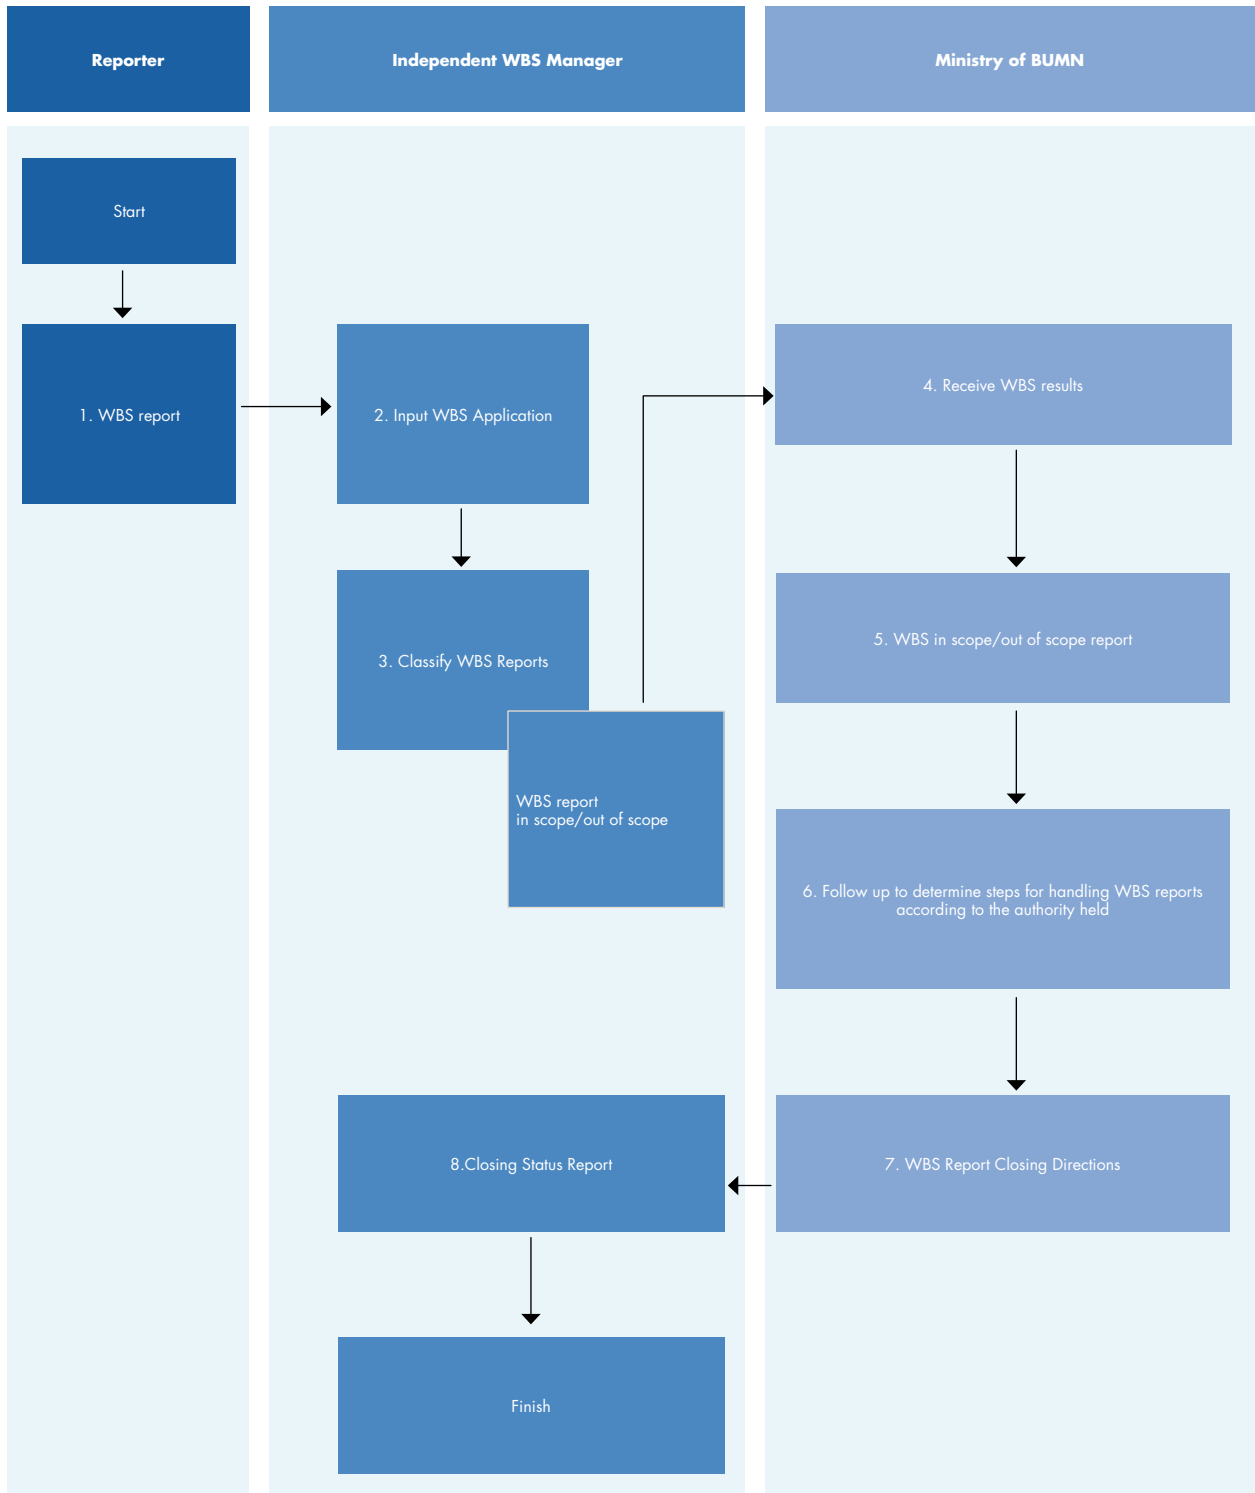 Reporter
Independent WBS Manager
Ministry of BUMN
Start
1. WBS report
2. Input WBS Application
3. Classify WBS Reports
WBS report
in scope/out of scope
4. Receive WBS results
5. WBS in scope/out of scope report
6. Follow up to determine steps for handling WBS reports
according to the authority held
7. WBS Report Closing Directions
8.Closing Status Report
Finish